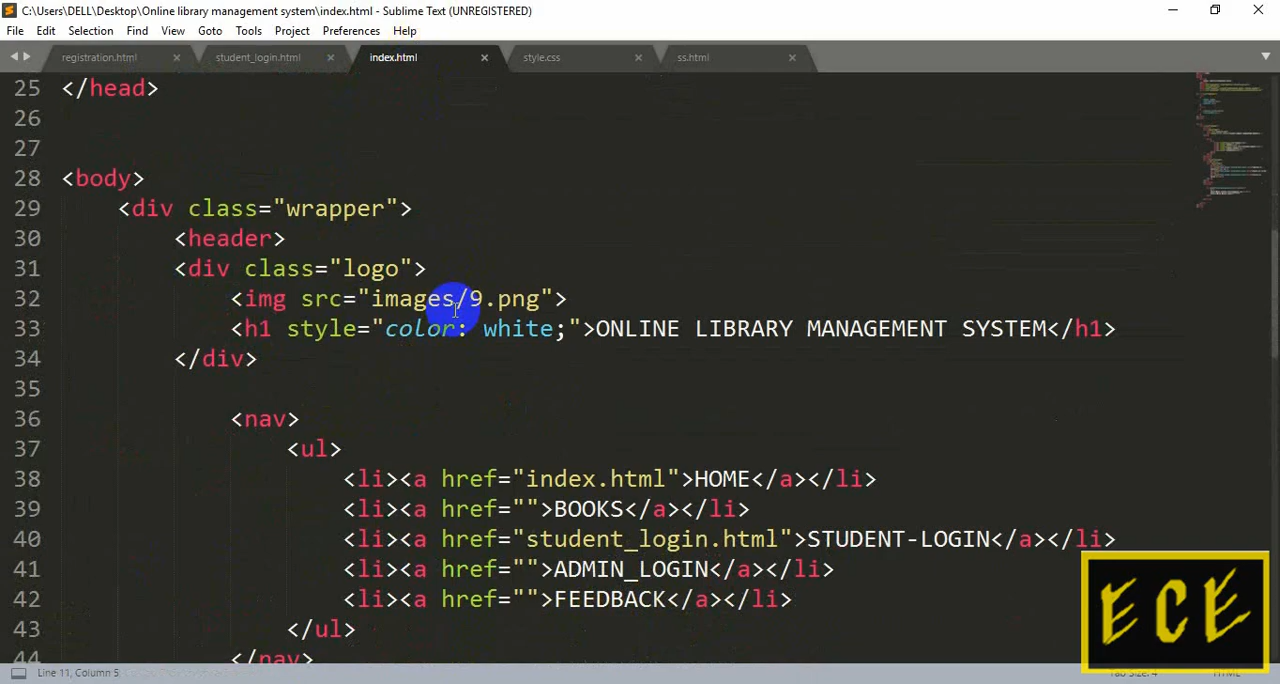 C:\Users\DELL\Desktop\Online library management system\index.html - Sublime Text (UNREGISTERED)
File Edit Selection Find View Goto Tools Project Preferences Help
registration.html student_login.html index.html style.css ss.html
25 </head>
26
27
28 <body>
29 <div class="wrapper">
30 <header>
31 <div class="logo">
32 <img src="images/9.png">
33 <h1 style="color: white;">ONLINE LIBRARY MANAGEMENT SYSTEM</h1>
34 </div>
35
36 <nav>
37 <ul>
38 <li><a href="index.html">HOME</a></li>
39 <li><a href="">BOOKS</a></li>
40 <li><a href="student_login.html">STUDENT-LOGIN</a></li>
41 <li><a href="">ADMIN_LOGIN</a></li>
42 <li><a href="">FEEDBACK</a></li>
43 </ul>
44 </nav>
ECE
Line 11, Column 5
Tab Size: 4 HTML